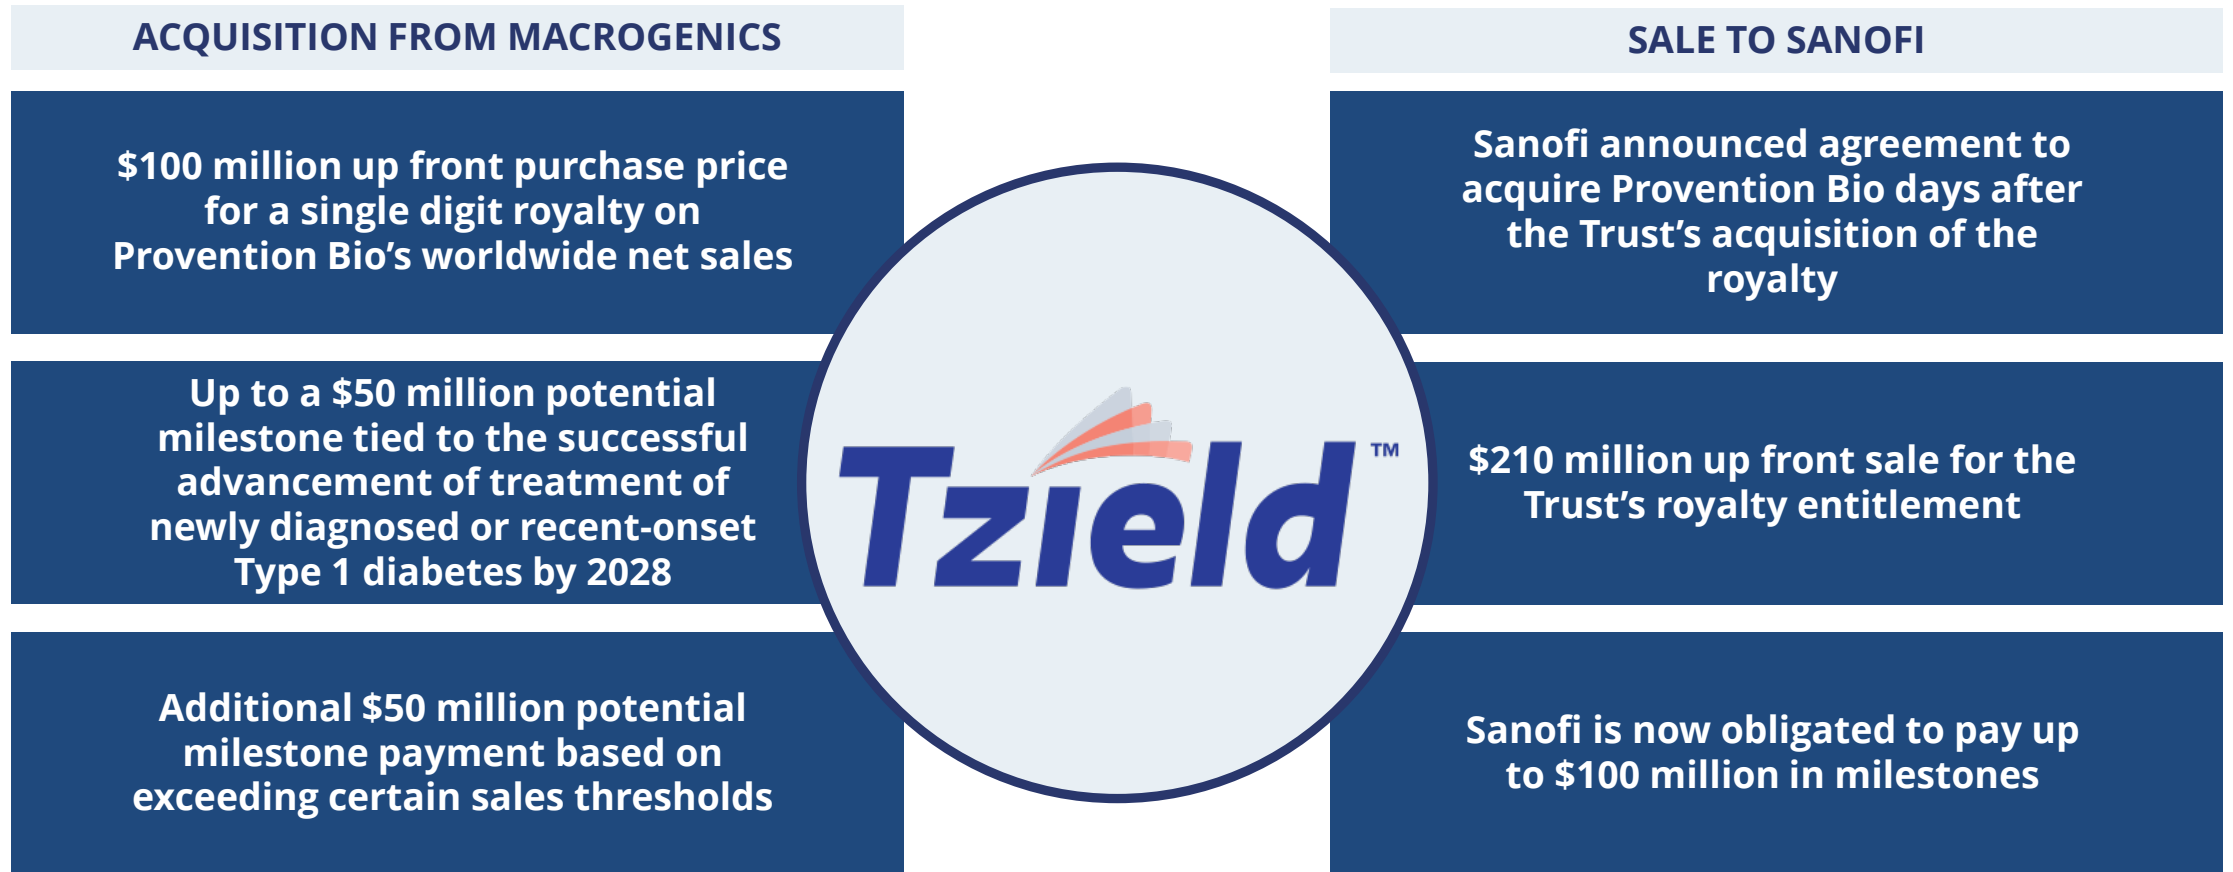 ACQUISITION FROM MACROGENICS
$100 million up front purchase price
for a single digit royalty on
Provention Bio’s worldwide net sales
Up to a $50 million potential
milestone tied to the successful
advancement of treatment of
newly diagnosed or recent-onset
Type 1 diabetes by 2028
Additional $50 million potential
milestone payment based on
exceeding certain sales thresholds
Tzield™
SALE TO SANOFI
Sanofi announced agreement to
acquire Provention Bio days after
the Trust’s acquisition of the
royalty
$210 million up front sale for the
Trust’s royalty entitlement
Sanofi is now obligated to pay up
to $100 million in milestones